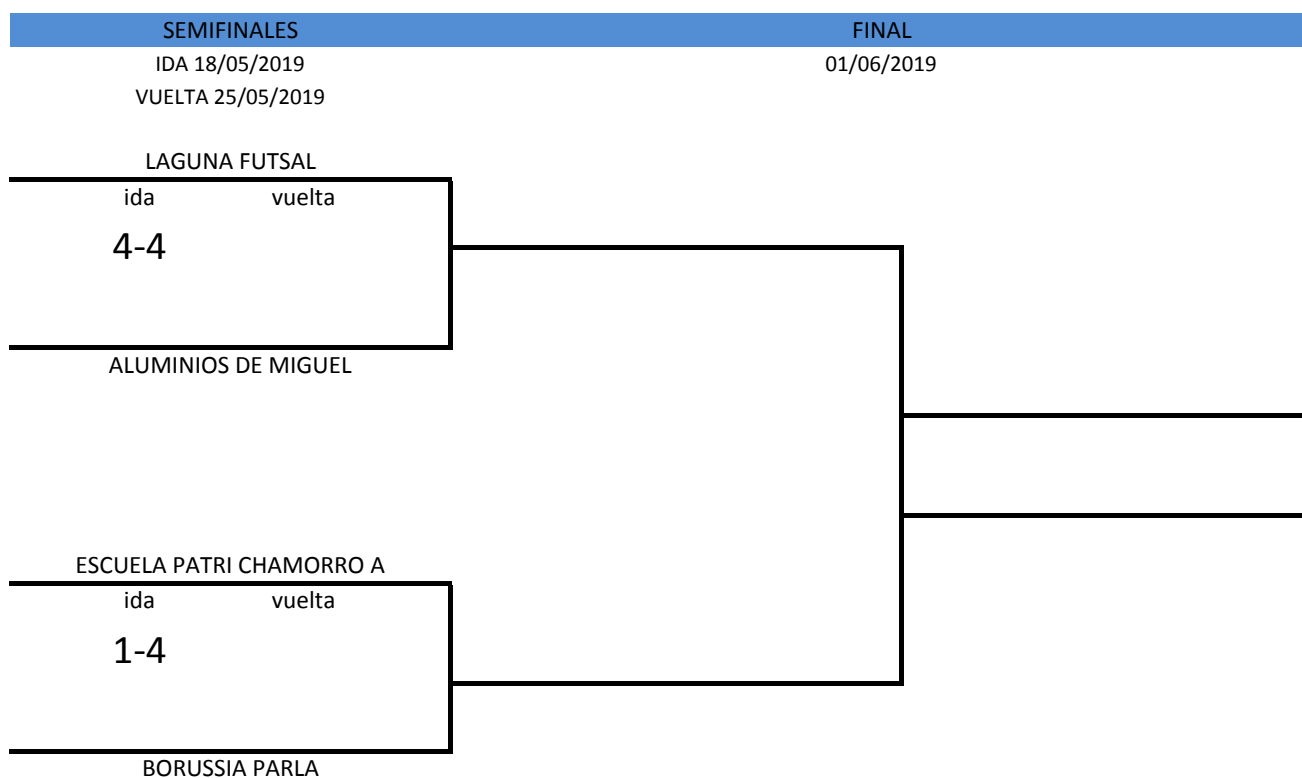 SEMIFINALES FINAL
IDA 18/05/2019 01/06/2019
VUELTA 25/05/2019
LAGUNA FUTSAL
ida vuelta
4-4
ALUMINIOS DE MIGUEL
ESCUELA PATRI CHAMORRO A
ida vuelta
1-4
BORUSSIA PARLA